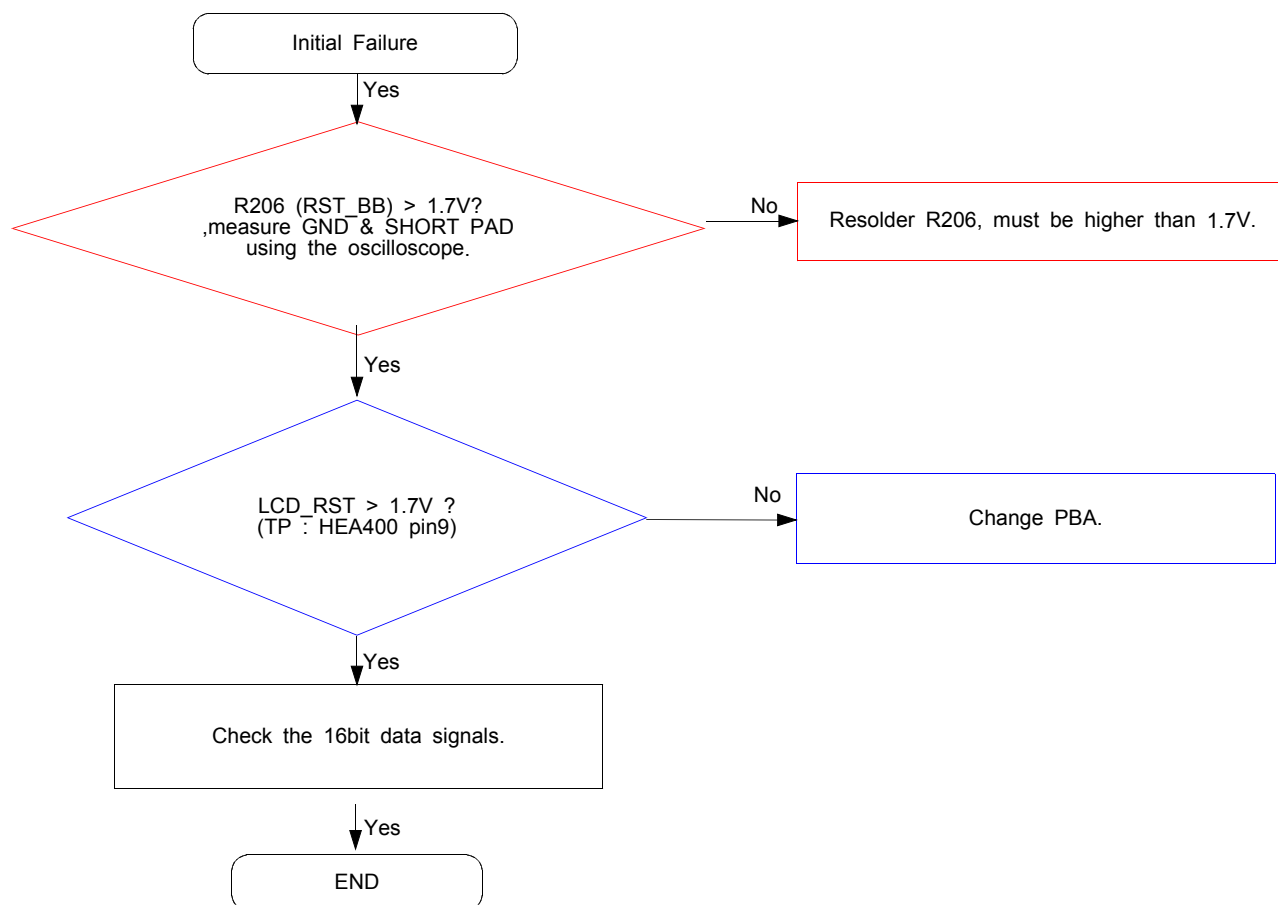 Initial Failure
Yes
R206 (RST_BB) > 1.7V?
,measure GND & SHORT PAD
using the oscilloscope.
No
Resolder R206, must be higher than 1.7V.
Yes
LCD_RST > 1.7V ?
(TP : HEA400 pin9)
No
Change PBA.
Yes
Check the 16bit data signals.
Yes
END